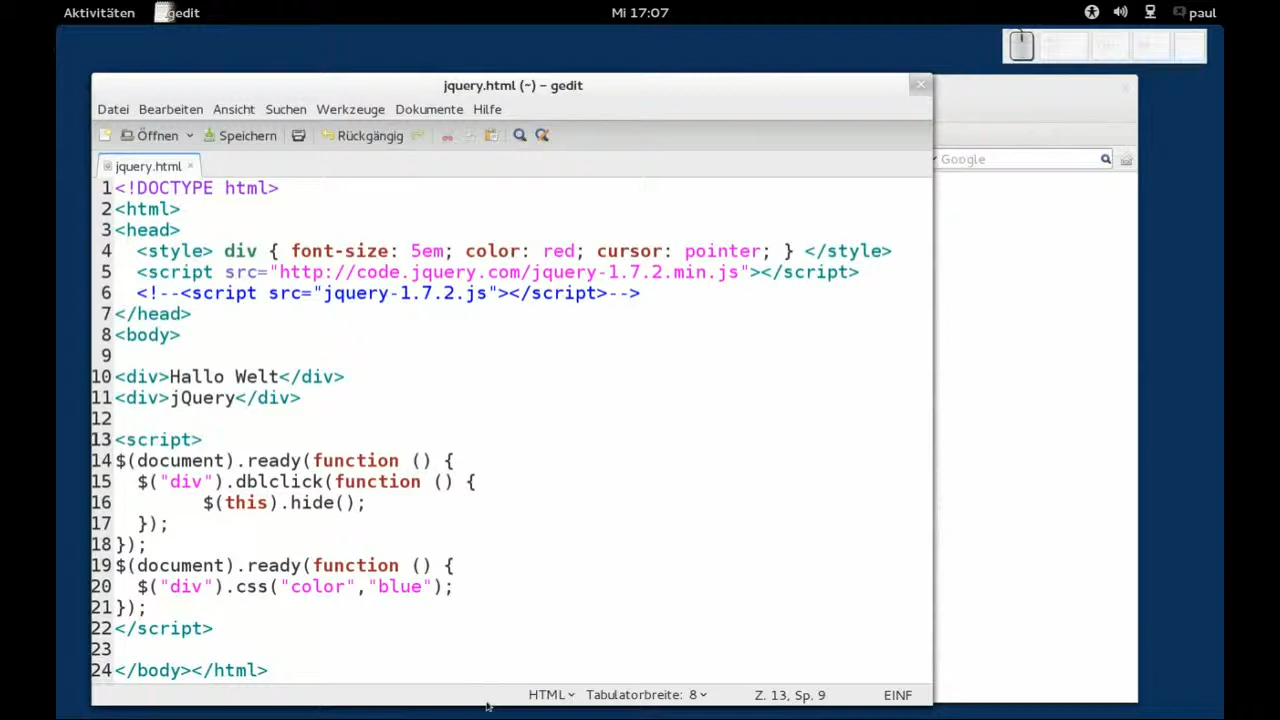 Aktivitäten gedit Mi 17:07 paul
jquery.html (~) – gedit
Datei Bearbeiten Ansicht Suchen Werkzeuge Dokumente Hilfe
Öffnen Speichern Rückgängig
Google
jquery.html
1 <!DOCTYPE html>
2 <html>
3 <head>
4   <style> div { font-size: 5em; color: red; cursor: pointer; } </style>
5   <script src="http://code.jquery.com/jquery-1.7.2.min.js"></script>
6   <!--<script src="jquery-1.7.2.js"></script>-->
7 </head>
8 <body>
9
10 <div>Hallo Welt</div>
11 <div>jQuery</div>
12
13 <script>
14 $(document).ready(function () {
15   $("div").dblclick(function () {
16         $(this).hide();
17   });
18 });
19 $(document).ready(function () {
20   $("div").css("color","blue");
21 });
22 </script>
23
24 </body></html>
HTML Tabulatorbreite: 8 Z. 13, Sp. 9 EINF